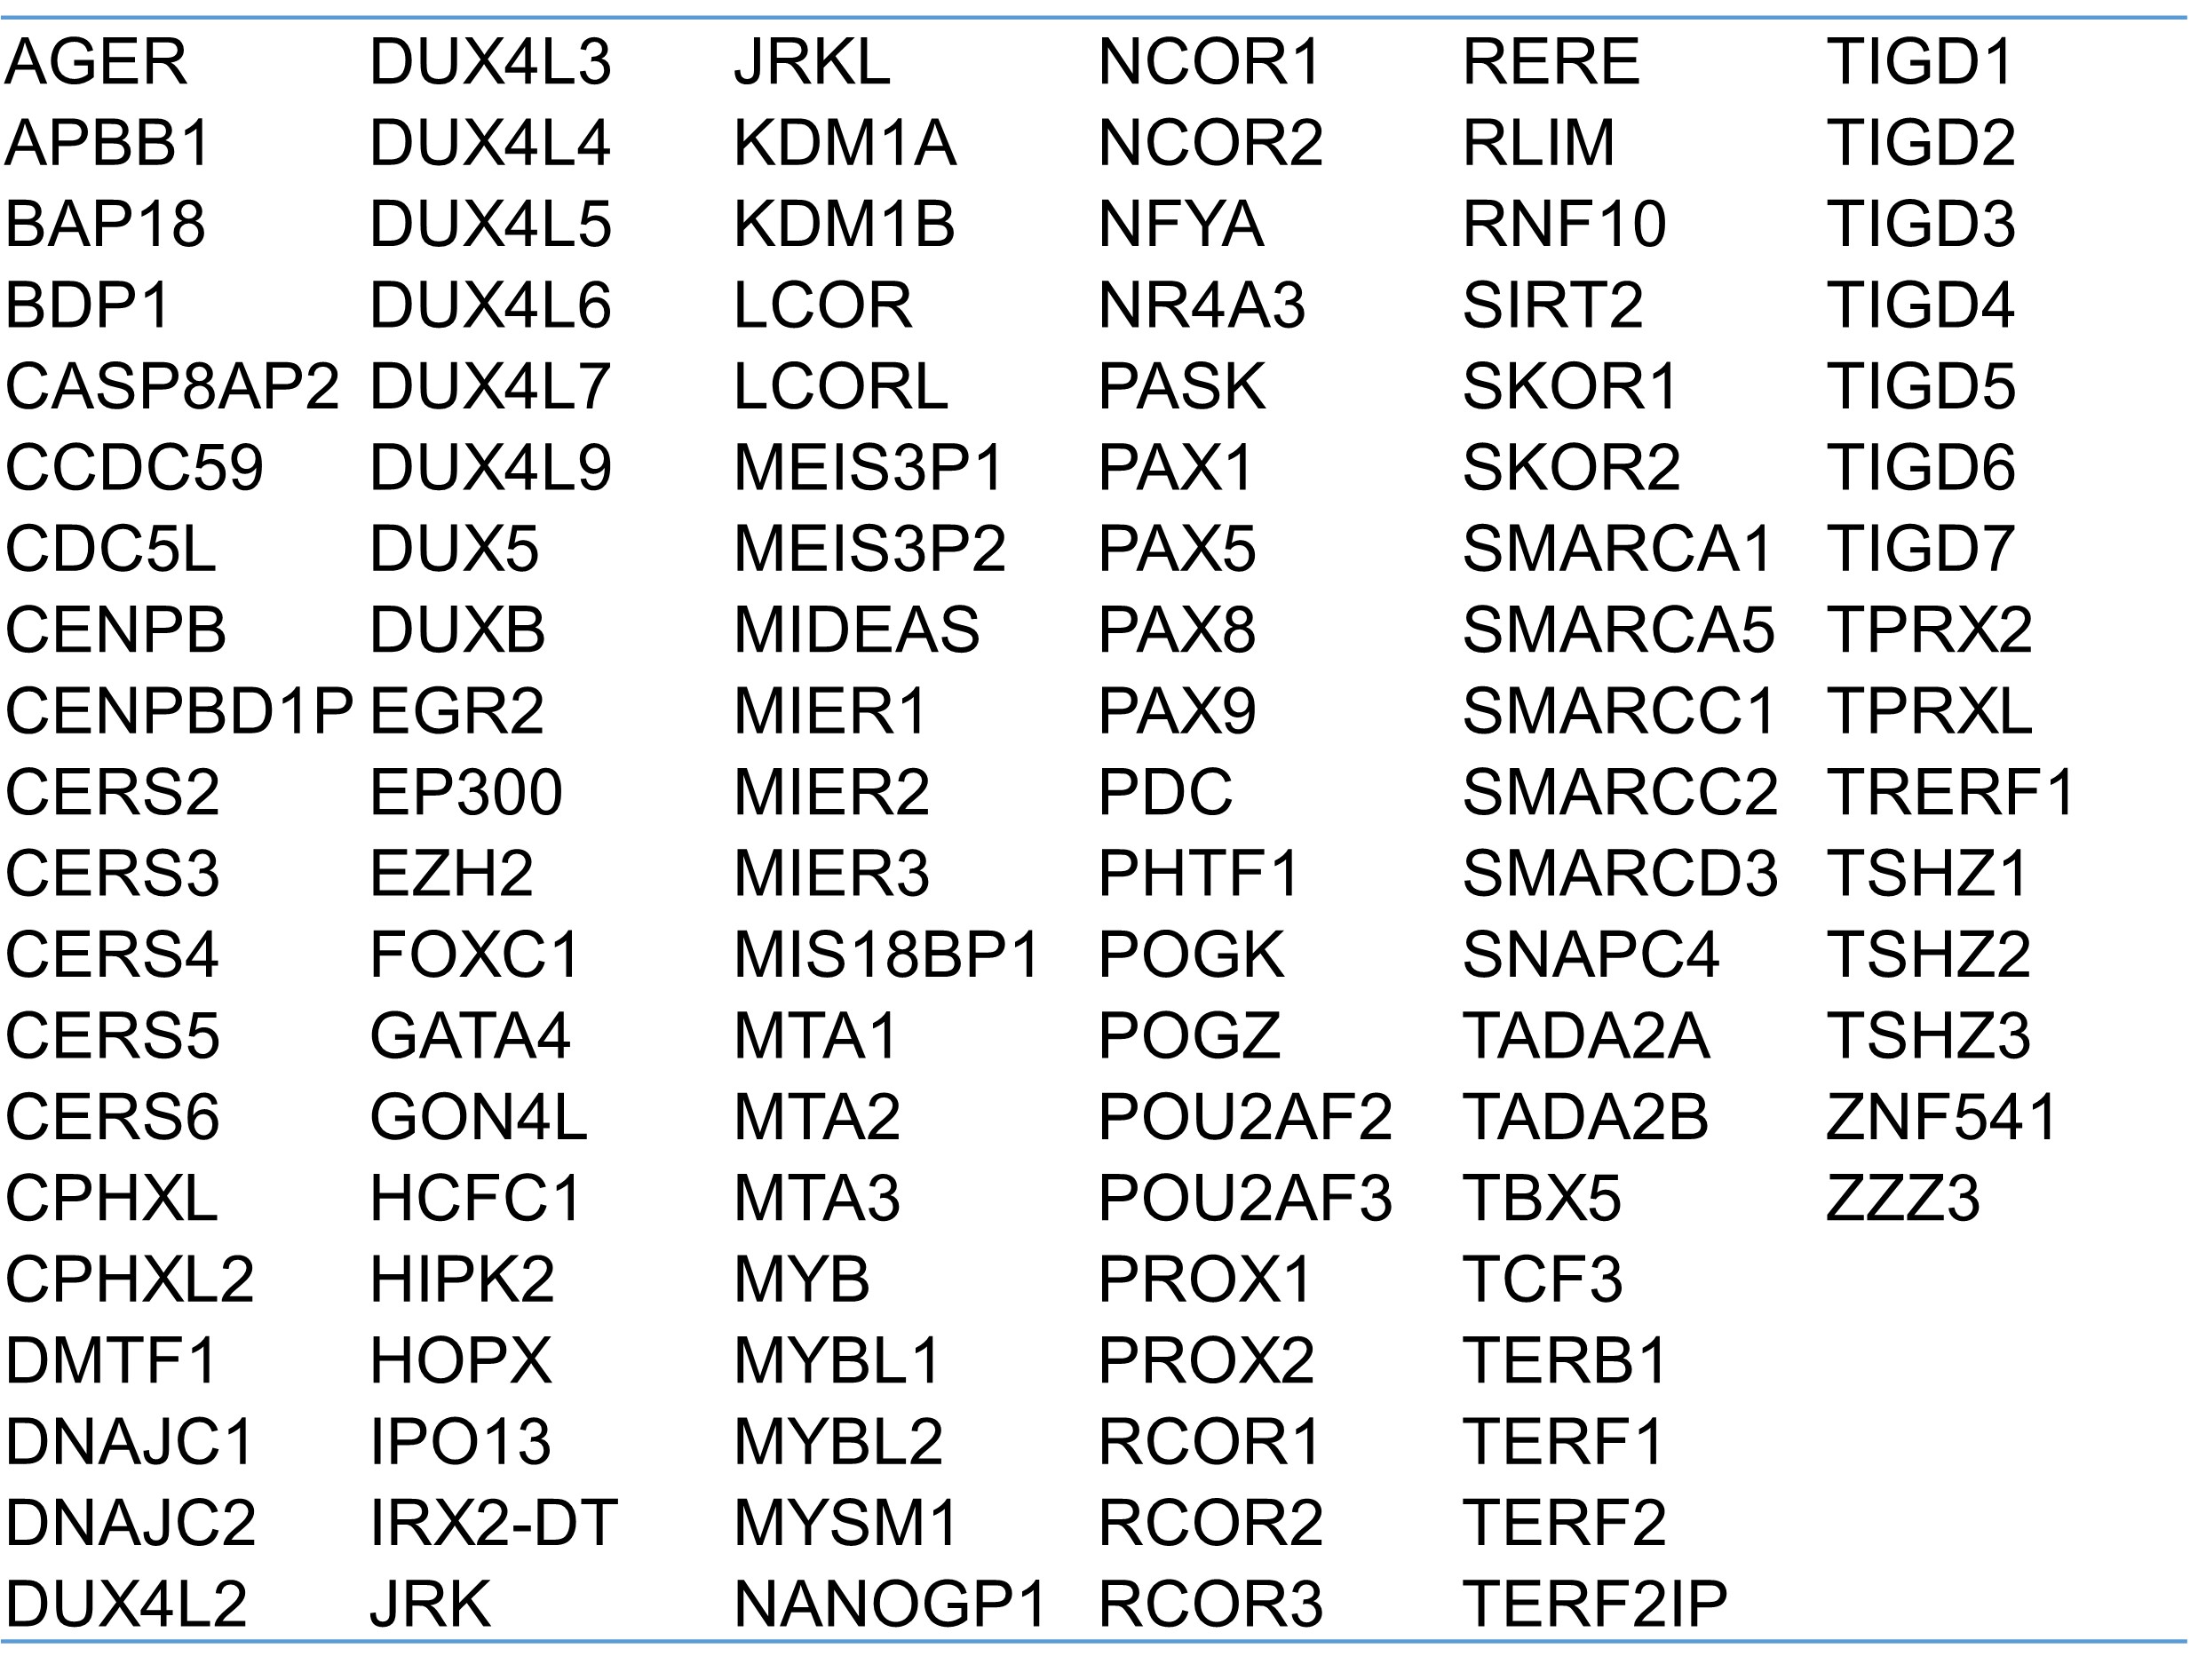 AGER DUX4L3 JRKL NCOR1 RERE TIGD1
APBB1 DUX4L4 KDM1A NCOR2 RLIM TIGD2
BAP18 DUX4L5 KDM1B NFYA RNF10 TIGD3
BDP1 DUX4L6 LCOR NR4A3 SIRT2 TIGD4
CASP8AP2 DUX4L7 LCORL PASK SKOR1 TIGD5
CCDC59 DUX4L9 MEIS3P1 PAX1 SKOR2 TIGD6
CDC5L DUX5 MEIS3P2 PAX5 SMARCA1 TIGD7
CENPB DUXB MIDEAS PAX8 SMARCA5 TPRX2
CENPBD1P EGR2 MIER1 PAX9 SMARCC1 TPRXL
CERS2 EP300 MIER2 PDC SMARCC2 TRERF1
CERS3 EZH2 MIER3 PHTF1 SMARCD3 TSHZ1
CERS4 FOXC1 MIS18BP1 POGK SNAPC4 TSHZ2
CERS5 GATA4 MTA1 POGZ TADA2A TSHZ3
CERS6 GON4L MTA2 POU2AF2 TADA2B ZNF541
CPHXL HCFC1 MTA3 POU2AF3 TBX5 ZZZ3
CPHXL2 HIPK2 MYB PROX1 TCF3
DMTF1 HOPX MYBL1 PROX2 TERB1
DNAJC1 IPO13 MYBL2 RCOR1 TERF1
DNAJC2 IRX2-DT MYSM1 RCOR2 TERF2
DUX4L2 JRK NANOGP1 RCOR3 TERF2IP